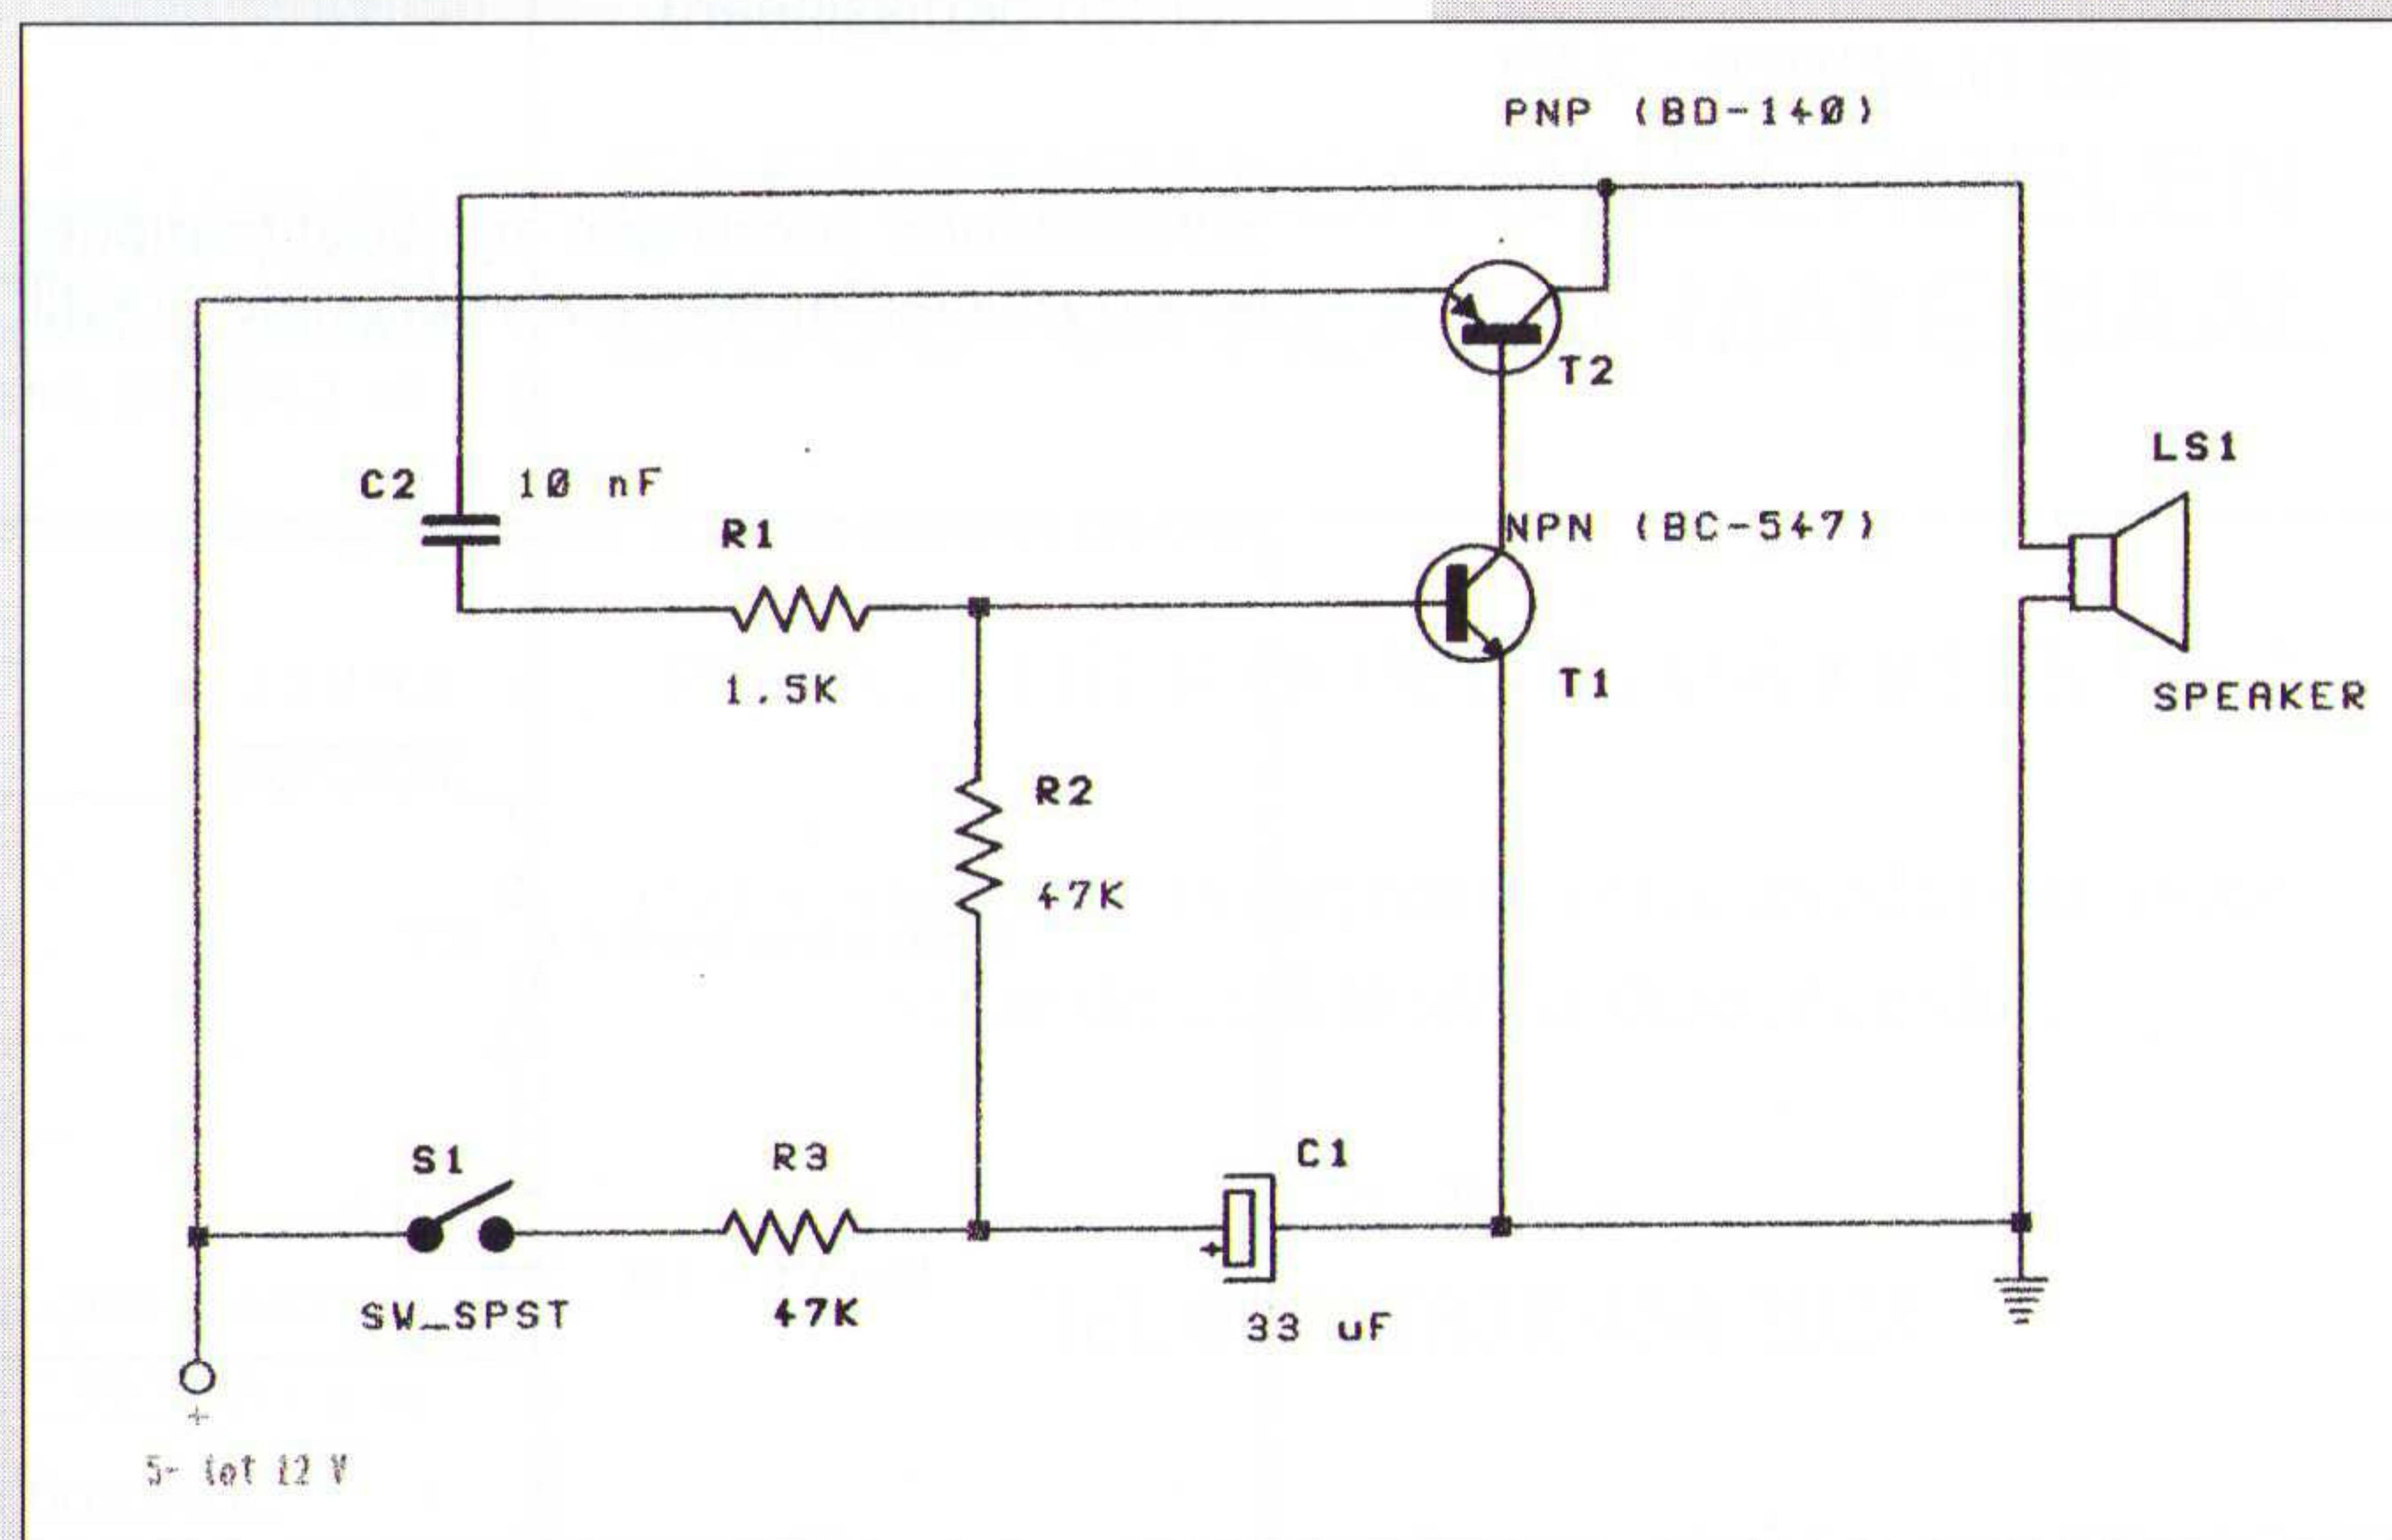 PNP (BD-140)
T2
LS1
C2
10 nF
R1
NPN (BC-547)
1.5K
T1
SPEAKER
R2
47K
S1
R3
C1
SW_SPST
47K
33 uF
+
+
5- tot 12 V